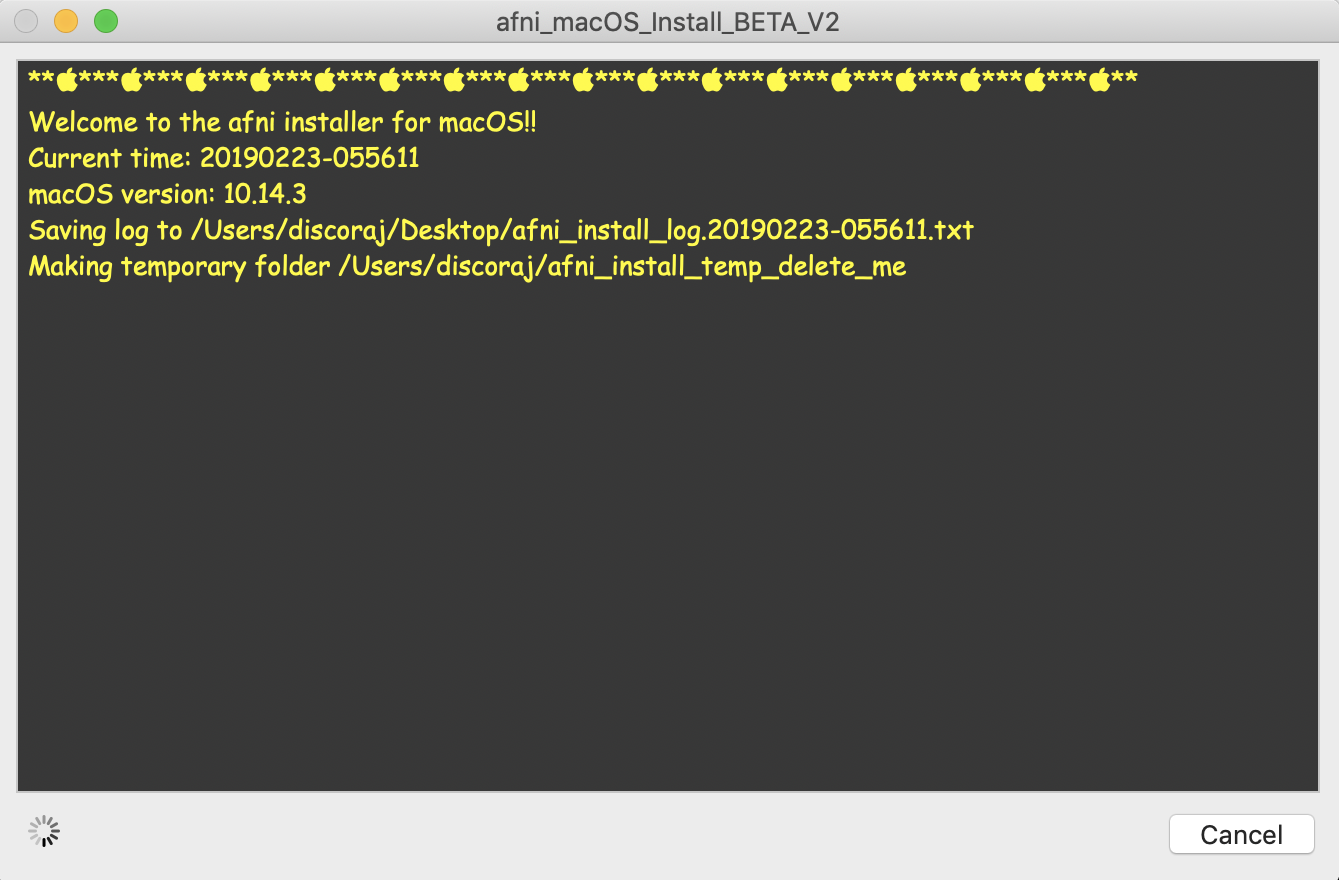 afni_macOS_Install_BETA_V2
*************************************************
Welcome to the afni installer for macOS!!
Current time: 20190223-055611
macOS version: 10.14.3
Saving log to /Users/discoraj/Desktop/afni_install_log.20190223-055611.txt
Making temporary folder /Users/discoraj/afni_install_temp_delete_me
Cancel